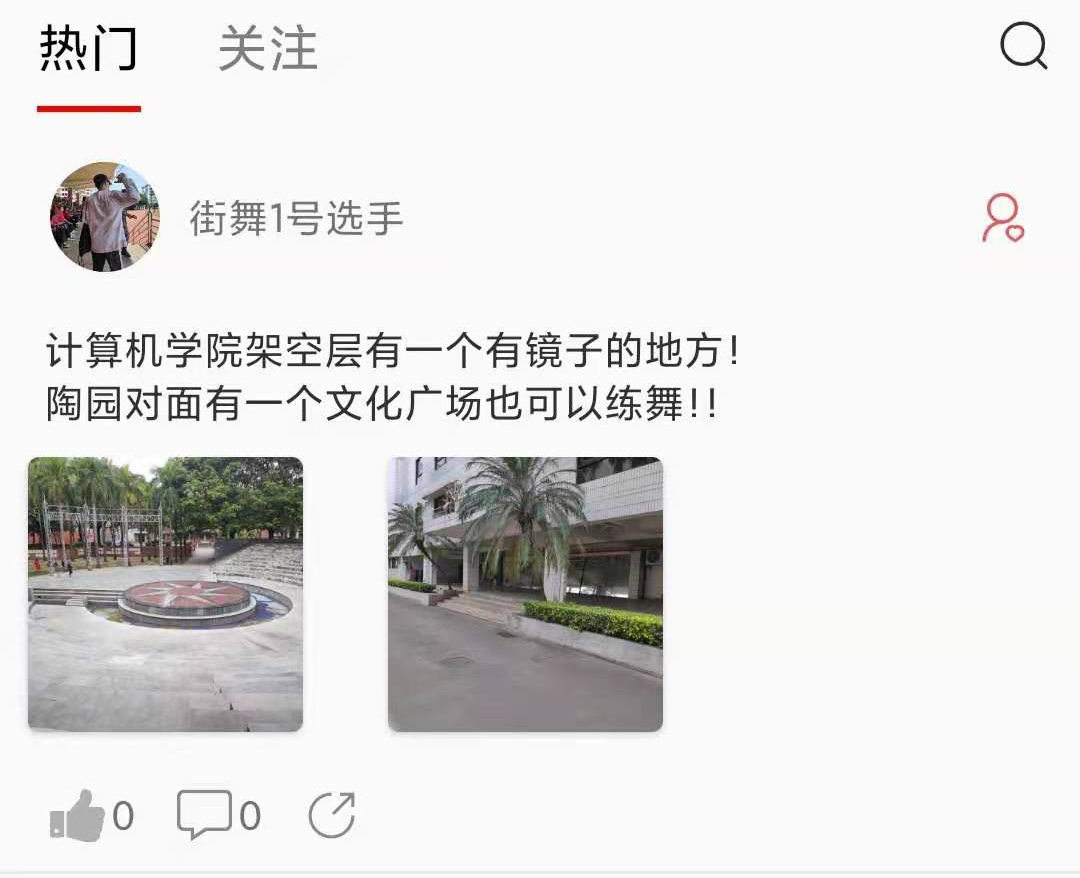 热门 关注
街舞1号选手
计算机学院架空层有一个有镜子的地方！
陶园对面有一个文化广场也可以练舞！！
0 0